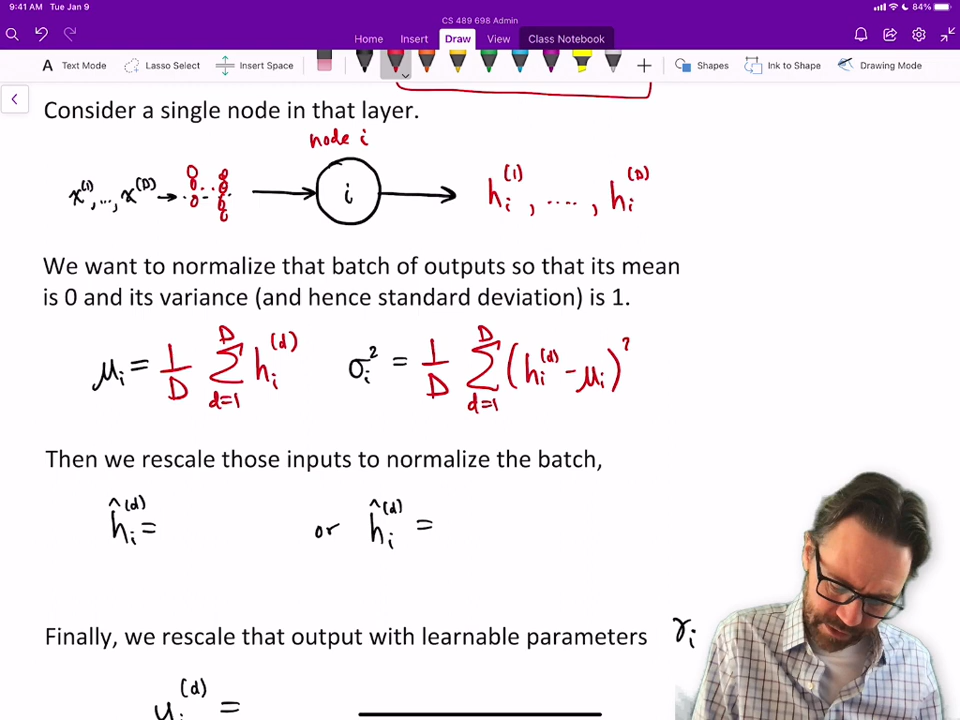 9:41 AM Tue Jan 9 84%
CS 489 698 Admin
Home Insert Draw View Class Notebook
A Text Mode Lasso Select Insert Space Shapes Ink to Shape Drawing Mode
Consider a single node in that layer.
node i
x^(1), ..., x^(D) → i h_i^(1), ...., h_i^(D)
We want to normalize that batch of outputs so that its mean
is 0 and its variance (and hence standard deviation) is 1.
μ_i = 1/D Σ_{d=1}^{D} h_i^(d) σ_i^2 = 1/D Σ_{d=1}^{D} (h_i^(d) - μ_i)^2
Then we rescale those inputs to normalize the batch,
ĥ_i^(d) = or ĥ_i^(d) =
Finally, we rescale that output with learnable parameters γ_i
y_i^(d) =